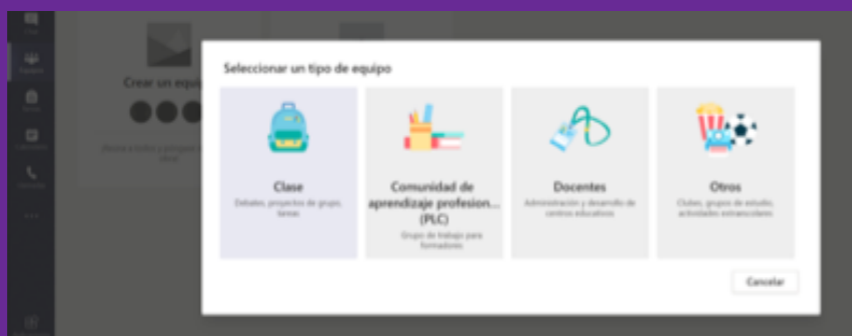 Crear un equip
Seleccionar un tipo de equipo
Clase
Debates, proyectos de grupo,
tareas
Comunidad de
aprendizaje profesion...
(PLC)
Grupo de trabajo para
formadores
Docentes
Administración y desarrollo de
centros educativos
Otros
Clubes, grupos de estudio,
actividades extraescolares
Cancelar